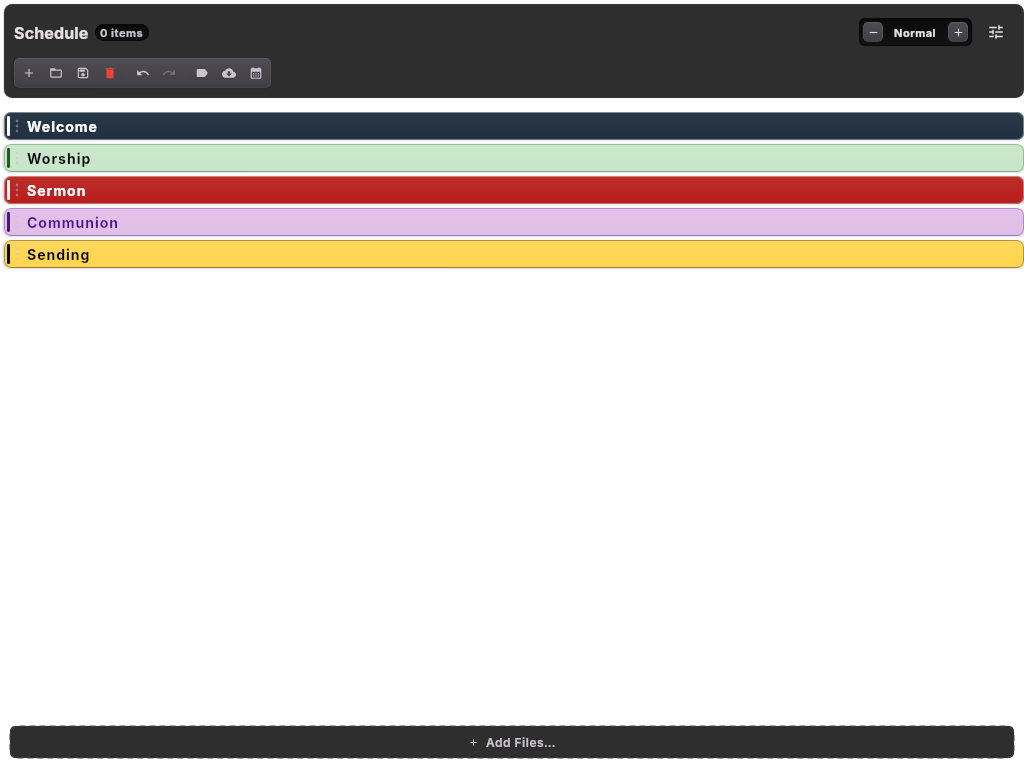 Schedule 0 items
− Normal +
Welcome
Worship
Sermon
Communion
Sending
+ Add Files...